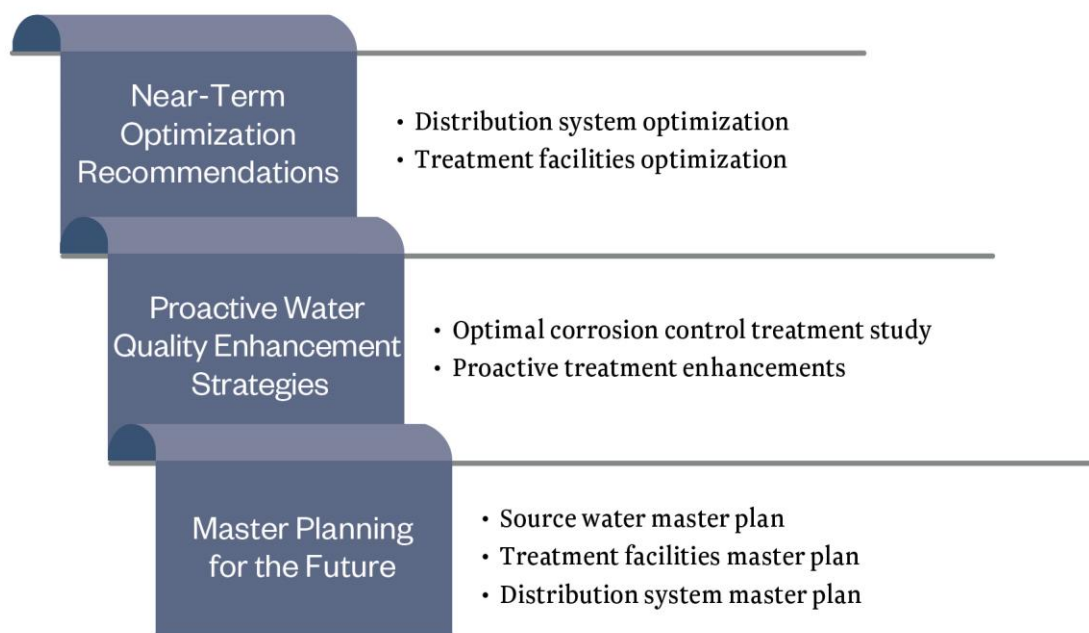 Near-Term
Optimization
Recommendations
• Distribution system optimization
• Treatment facilities optimization
Proactive Water
Quality Enhancement
Strategies
• Optimal corrosion control treatment study
• Proactive treatment enhancements
Master Planning
for the Future
• Source water master plan
• Treatment facilities master plan
• Distribution system master plan